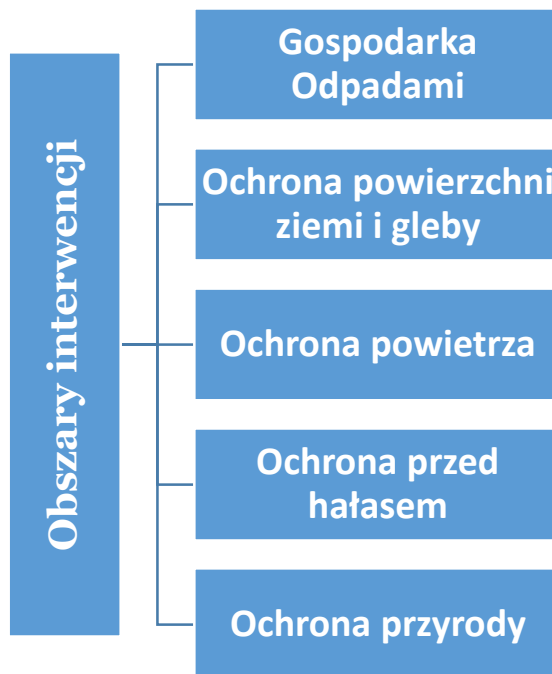 Obszary interwencji
Gospodarka
Odpadami
Ochrona powierzchni
ziemi i gleby
Ochrona powietrza
Ochrona przed
hałasem
Ochrona przyrody